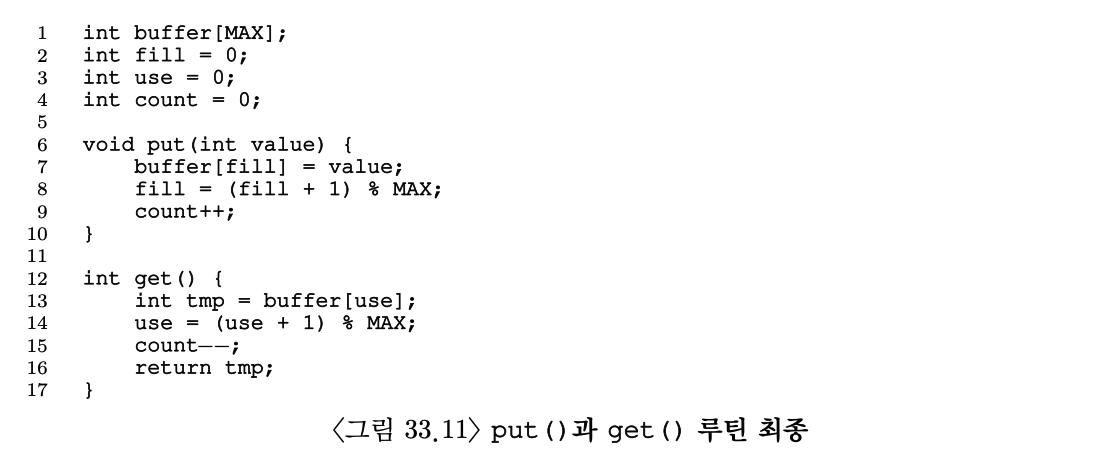 1 int buffer[MAX];
2 int fill = 0;
3 int use = 0;
4 int count = 0;
5
6 void put(int value) {
7     buffer[fill] = value;
8     fill = (fill + 1) % MAX;
9     count++;
10 }
11
12 int get() {
13     int tmp = buffer[use];
14     use = (use + 1) % MAX;
15     count--;
16     return tmp;
17 }
〈그림 33.11〉 put()과 get() 루틴 최종